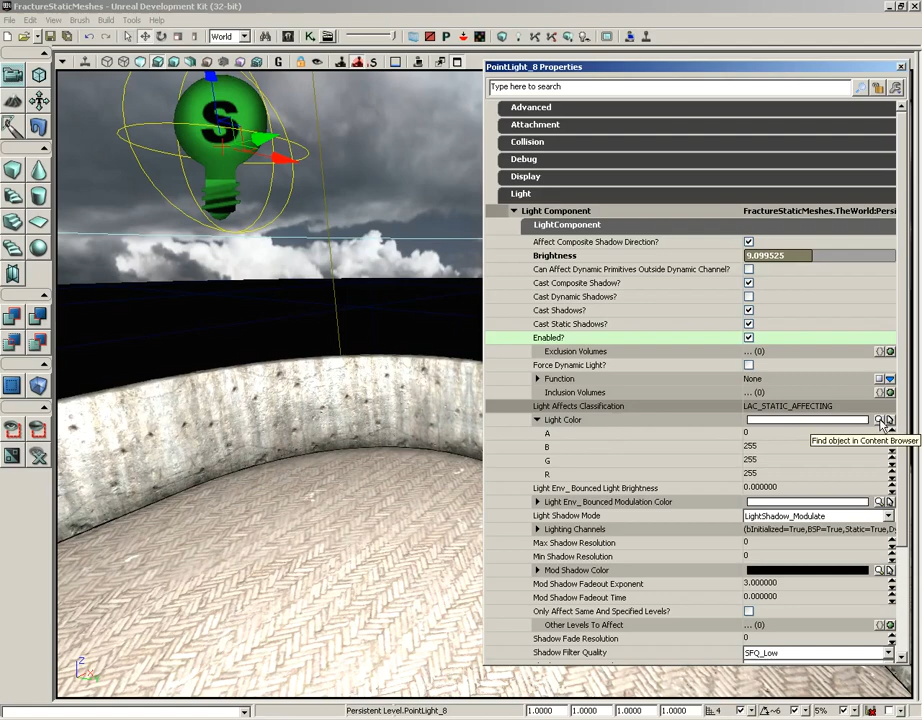 FractureStaticMeshes - Unreal Development Kit (32-bit)
File Edit View Brush Build Tools Help
World
G
P
S
PointLight_8 Properties
Type here to search
Advanced
Attachment
Collision
Debug
Display
Light
Light Component FractureStaticMeshes.TheWorld:Persi
LightComponent
Affect Composite Shadow Direction?
Brightness 9.099525
Can Affect Dynamic Primitives Outside Dynamic Channel?
Cast Composite Shadow?
Cast Dynamic Shadows?
Cast Shadows?
Cast Static Shadows?
Enabled?
Exclusion Volumes ... (0)
Force Dynamic Light?
Function None
Inclusion Volumes ... (0)
Light Affects Classification LAC_STATIC_AFFECTING
Light Color
A 0
Find object in Content Browser
B 255
G 255
R 255
Light Env_ Bounced Light Brightness 0.000000
Light Env_ Bounced Modulation Color
Light Shadow Mode LightShadow_Modulate
Lighting Channels (bInitialized=True,BSP=True,Static=True,Dy
Max Shadow Resolution 0
Min Shadow Resolution 0
Mod Shadow Color
Mod Shadow Fadeout Exponent 3.000000
Mod Shadow Fadeout Time 0.000000
Only Affect Same And Specified Levels?
Other Levels To Affect ... (0)
Shadow Fade Resolution 0
Shadow Filter Quality SFQ_Low
Z
X
Persistent Level.PointLight_8 1.0000 1.0000 1.0000 1.0000 4 ~6 5%